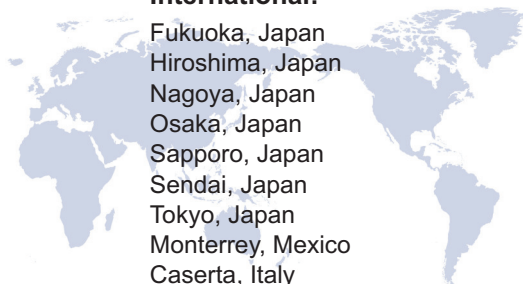 International:
Fukuoka, Japan
Hiroshima, Japan
Nagoya, Japan
Osaka, Japan
Sapporo, Japan
Sendai, Japan
Tokyo, Japan
Monterrey, Mexico
Caserta, Italy